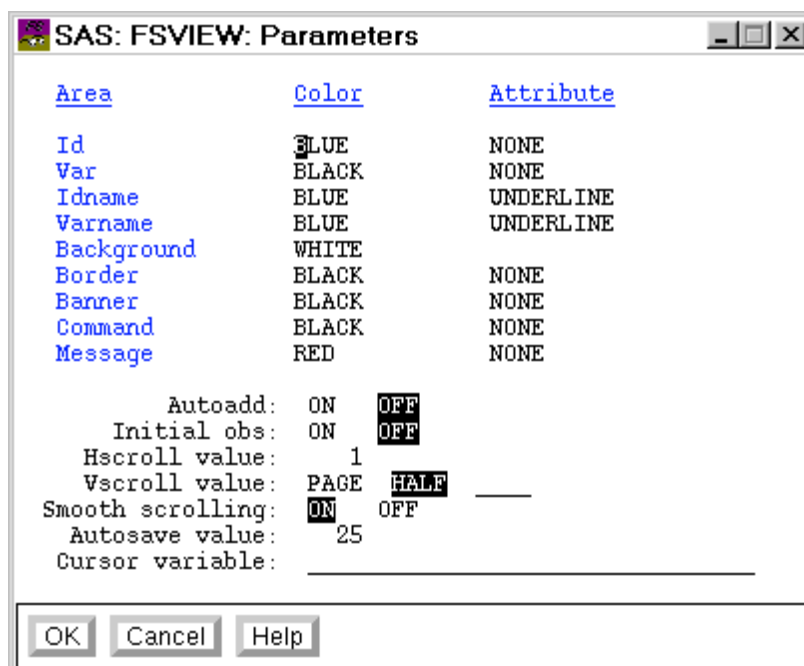 SAS: FSVIEW: Parameters
Area Color Attribute
Id BLUE NONE
Var BLACK NONE
Idname BLUE UNDERLINE
Varname BLUE UNDERLINE
Background WHITE
Border BLACK NONE
Banner BLACK NONE
Command BLACK NONE
Message RED NONE
Autoadd: ON OFF
Initial obs: ON OFF
Hscroll value: 1
Vscroll value: PAGE HALF
Smooth scrolling: ON OFF
Autosave value: 25
Cursor variable:
OK Cancel Help